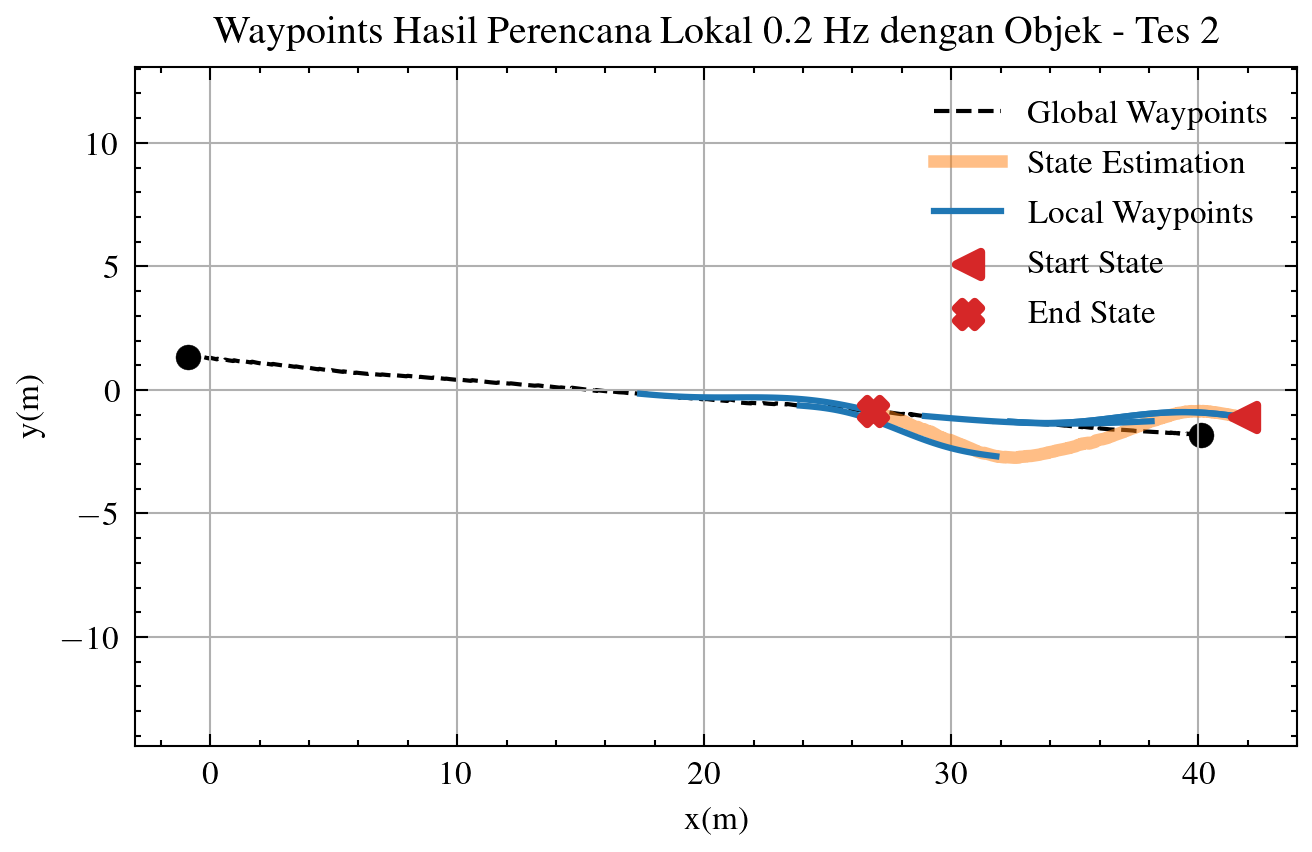 Waypoints Hasil Perencana Lokal 0.2 Hz dengan Objek - Tes 2
Global Waypoints
State Estimation
Local Waypoints
Start State
End State
10
5
0
−5
−10
y(m)
0
10
20
30
40
x(m)